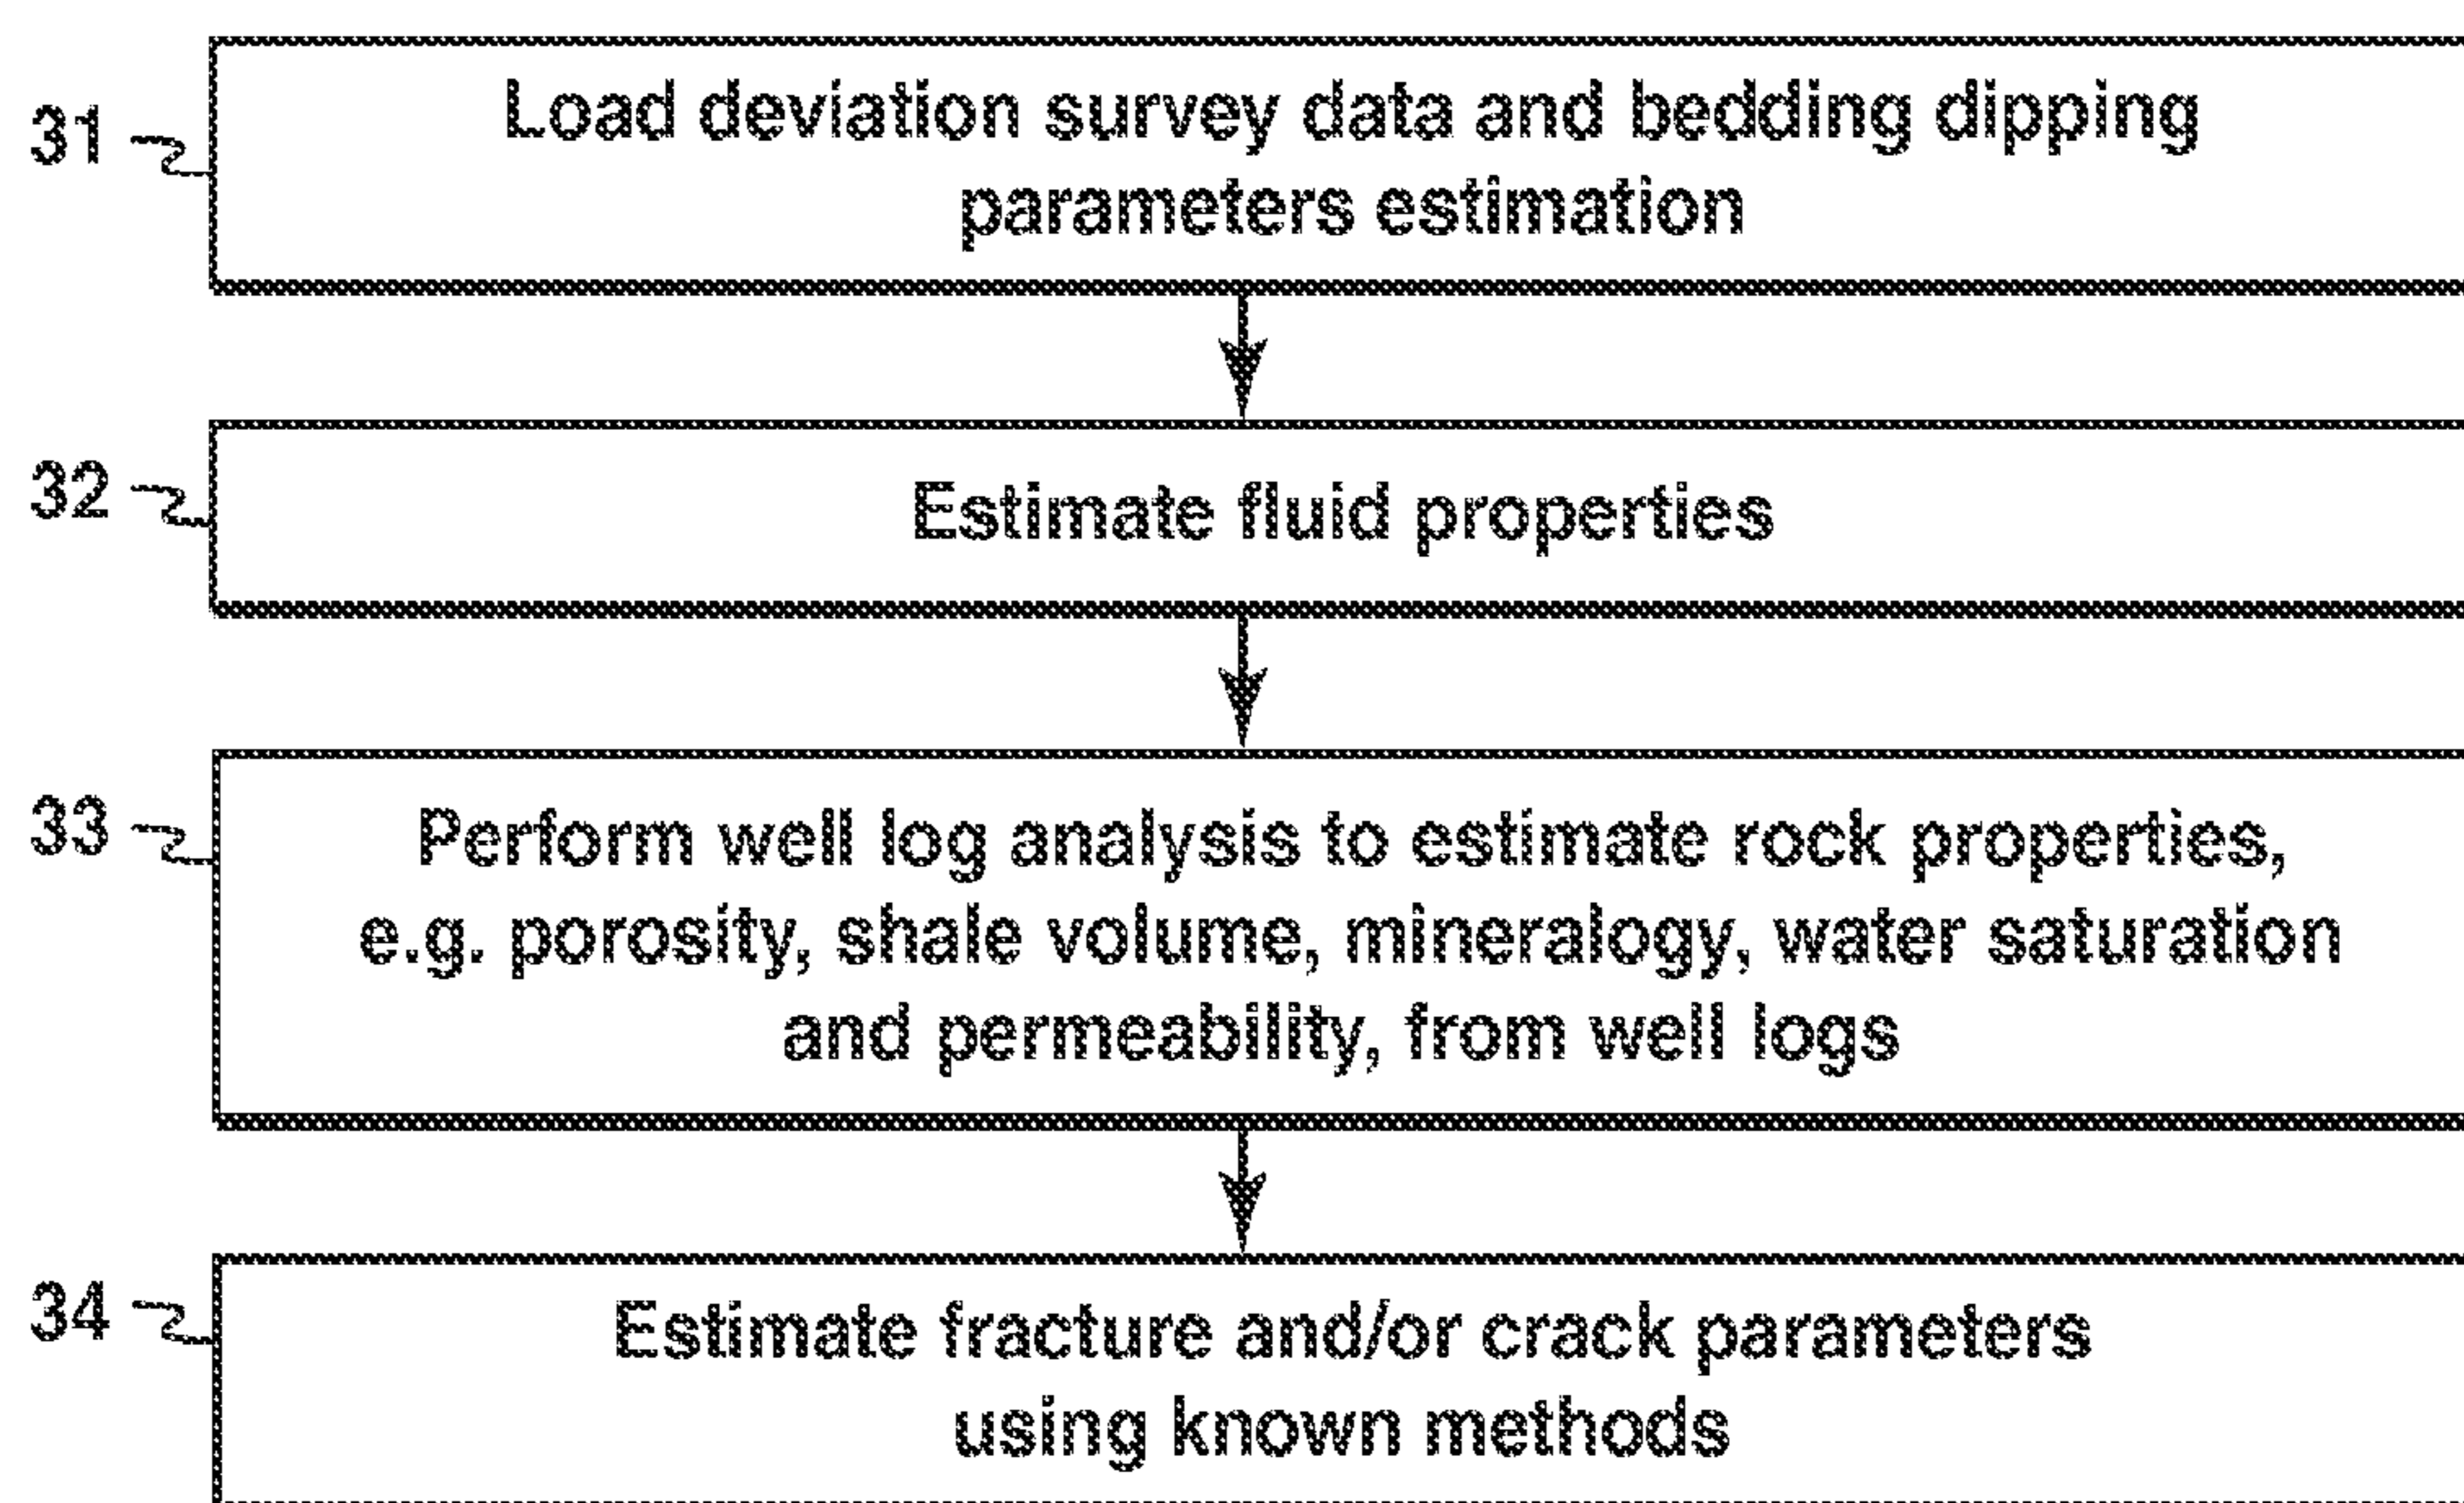 31
Load deviation survey data and bedding dipping
parameters estimation
32
Estimate fluid properties
33
Perform well log analysis to estimate rock properties,
e.g. porosity, shale volume, mineralogy, water saturation
and permeability, from well logs
34
Estimate fracture and/or crack parameters
using known methods